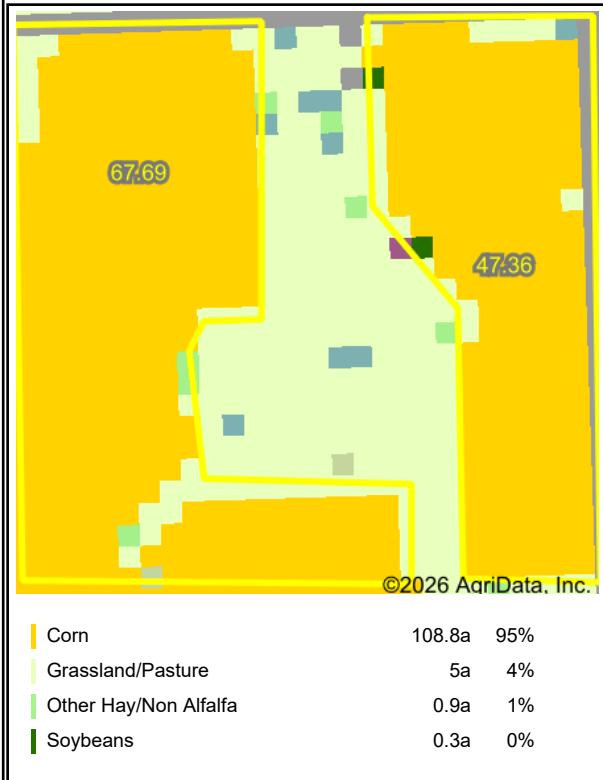 67.69
47.36
©2026 AgriData, Inc.
Corn 108.8a 95%
Grassland/Pasture 5a 4%
Other Hay/Non Alfalfa 0.9a 1%
Soybeans 0.3a 0%